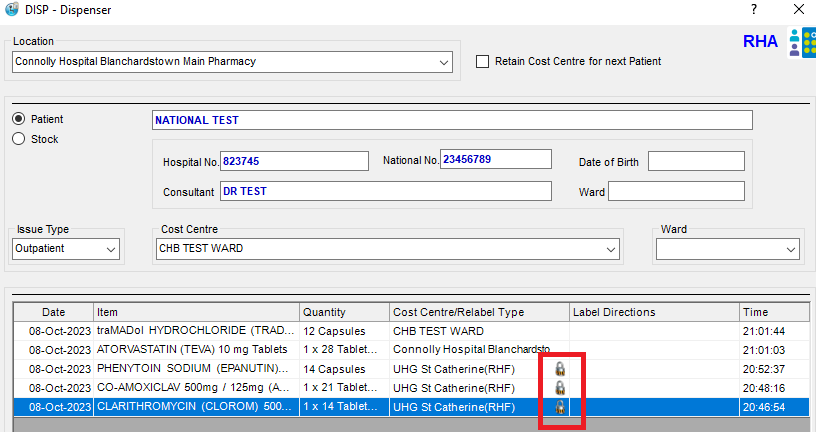 DISP - Dispenser ?
Location
RHA
Connolly Hospital Blanchardstown Main Pharmacy
Retain Cost Centre for next Patient
Patient NATIONAL TEST
Stock
Hospital No. 823745 National No. 23456789 Date of Birth
Consultant DR TEST Ward
Issue Type Cost Centre Ward
Outpatient CHB TEST WARD
Date Item Quantity Cost Centre/Relabel Type Label Directions Time
08-Oct-2023 traMADol HYDROCHLORIDE (TRAD... 12 Capsules CHB TEST WARD 21:01:44
08-Oct-2023 ATORVASTATIN (TEVA) 10 mg Tablets 1 x 28 Tablet... Connolly Hospital Blanchardsto 21:01:03
08-Oct-2023 PHENYTOIN SODIUM (EPANUTIN)... 14 Capsules UHG St Catherine(RHF) 20:52:37
08-Oct-2023 CO-AMOXICLAV 500mg / 125mg (A... 1 x 21 Tablet... UHG St Catherine(RHF) 20:48:16
08-Oct-2023 CLARITHROMYCIN (CLOROM) 500... 1 x 14 Tablet... UHG St Catherine(RHF) 20:46:54